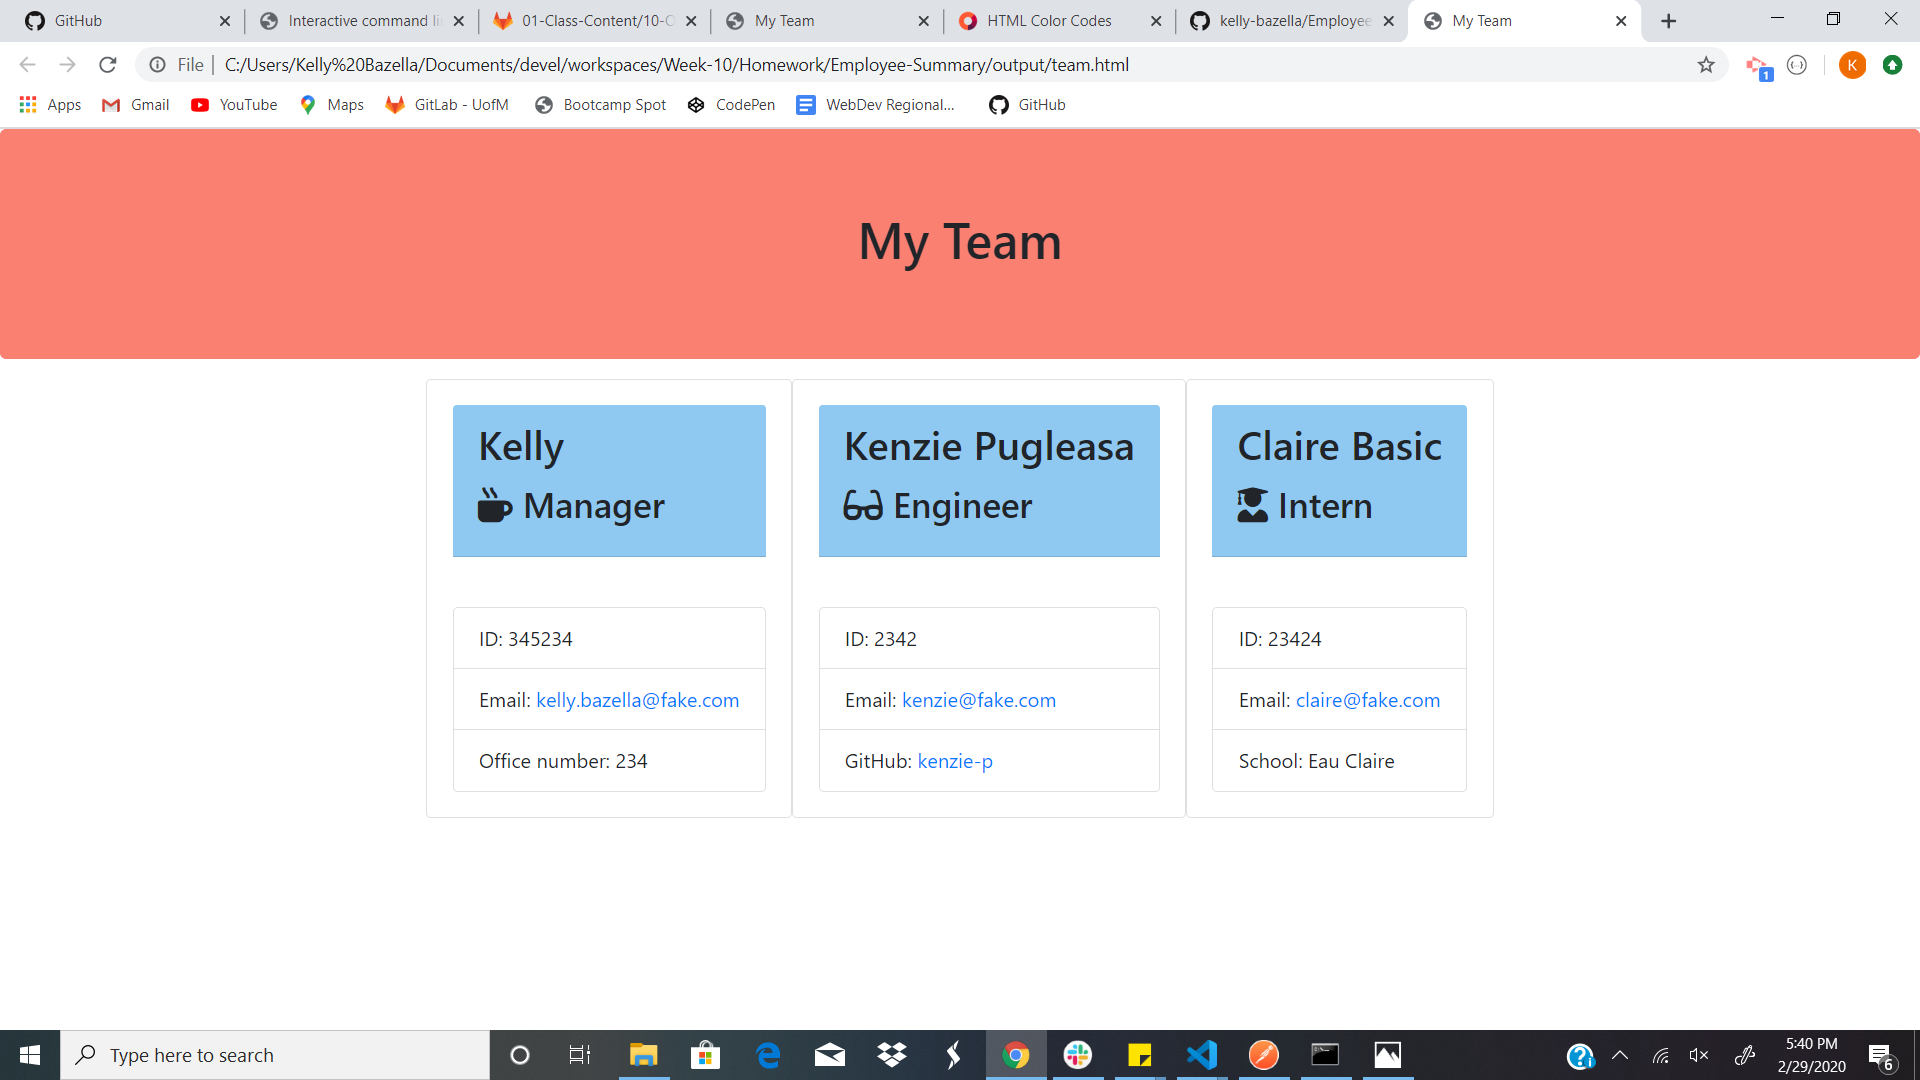 GitHub
Interactive command li
01-Class-Content/10-O
My Team
HTML Color Codes
kelly-bazella/Employee
My Team
File
C:/Users/Kelly%20Bazella/Documents/devel/workspaces/Week-10/Homework/Employee-Summary/output/team.html
1
K
Apps
Gmail
YouTube
Maps
GitLab - UofM
Bootcamp Spot
CodePen
WebDev Regional...
GitHub
My Team
Kelly
Manager
ID: 345234
Email: kelly.bazella@fake.com
Office number: 234
Kenzie Pugleasa
Engineer
ID: 2342
Email: kenzie@fake.com
GitHub: kenzie-p
Claire Basic
Intern
ID: 23424
Email: claire@fake.com
School: Eau Claire
Type here to search
5:40 PM
2/29/2020
6